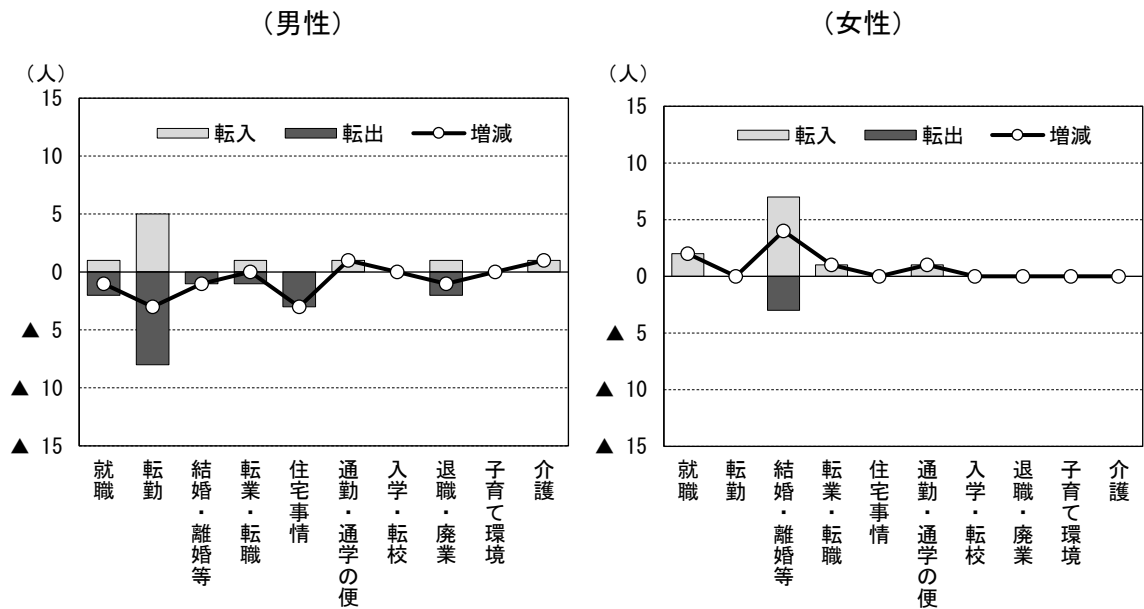 （男性）
（人）
15
10
5
0
▲ 5
▲ 10
▲ 15
転入 転出 増減
就職
転勤
結婚・離婚等
転業・転職
住宅事情
通勤・通学の便
入学・転校
退職・廃業
子育て環境
介護
（女性）
（人）
15
10
5
0
▲ 5
▲ 10
▲ 15
転入 転出 増減
就職
転勤
結婚・離婚等
転業・転職
住宅事情
通勤・通学の便
入学・転校
退職・廃業
子育て環境
介護